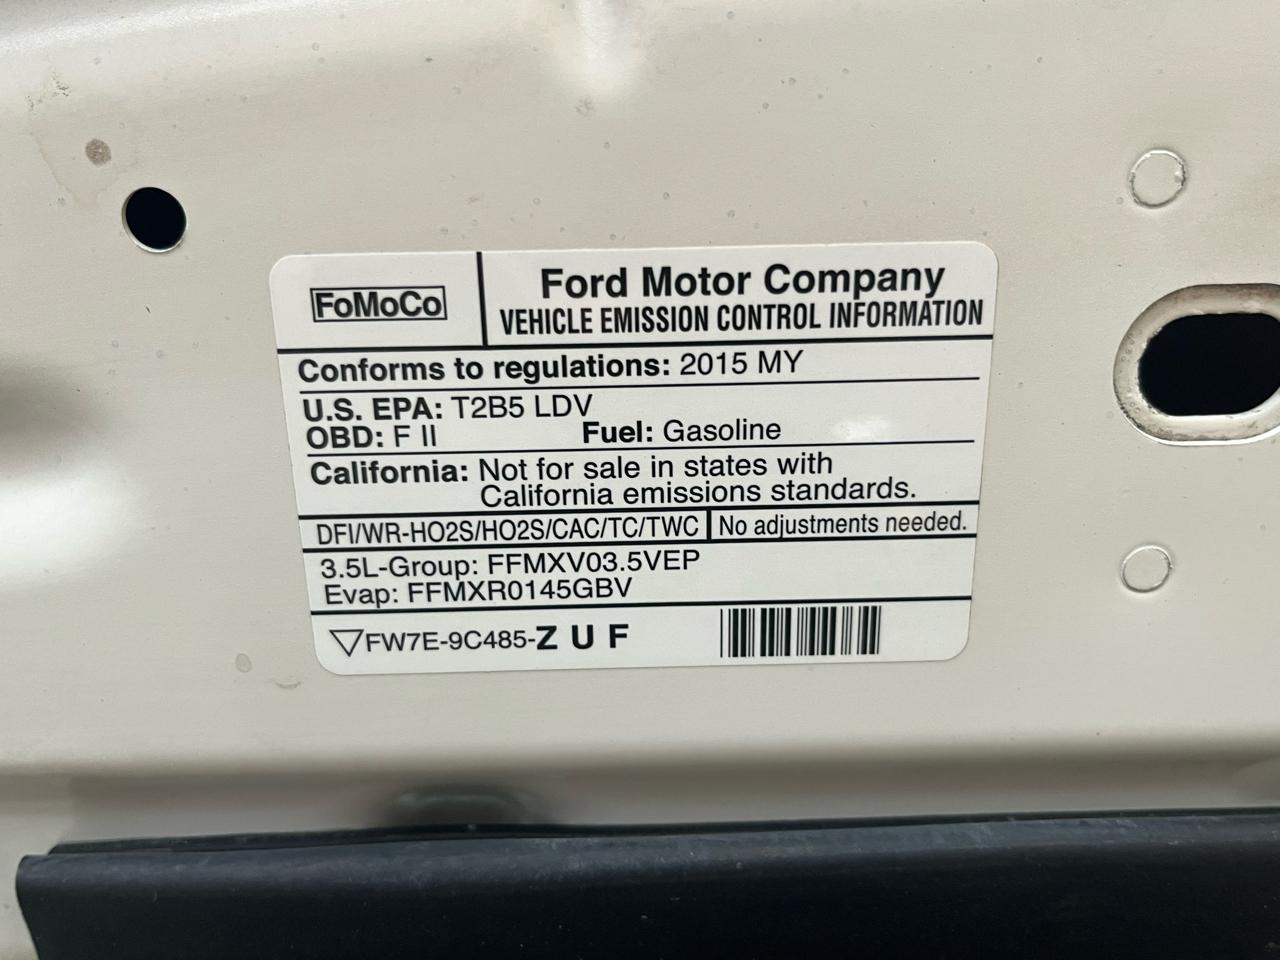 FoMoCo
Ford Motor Company
VEHICLE EMISSION CONTROL INFORMATION
Conforms to regulations: 2015 MY
U.S. EPA: T2B5 LDV
OBD: F II Fuel: Gasoline
California: Not for sale in states with
California emissions standards.
DFI/WR-HO2S/HO2S/CAC/TC/TWC No adjustments needed.
3.5L-Group: FFMXV03.5VEP
Evap: FFMXR0145GBV
▽FW7E-9C485-Z U F